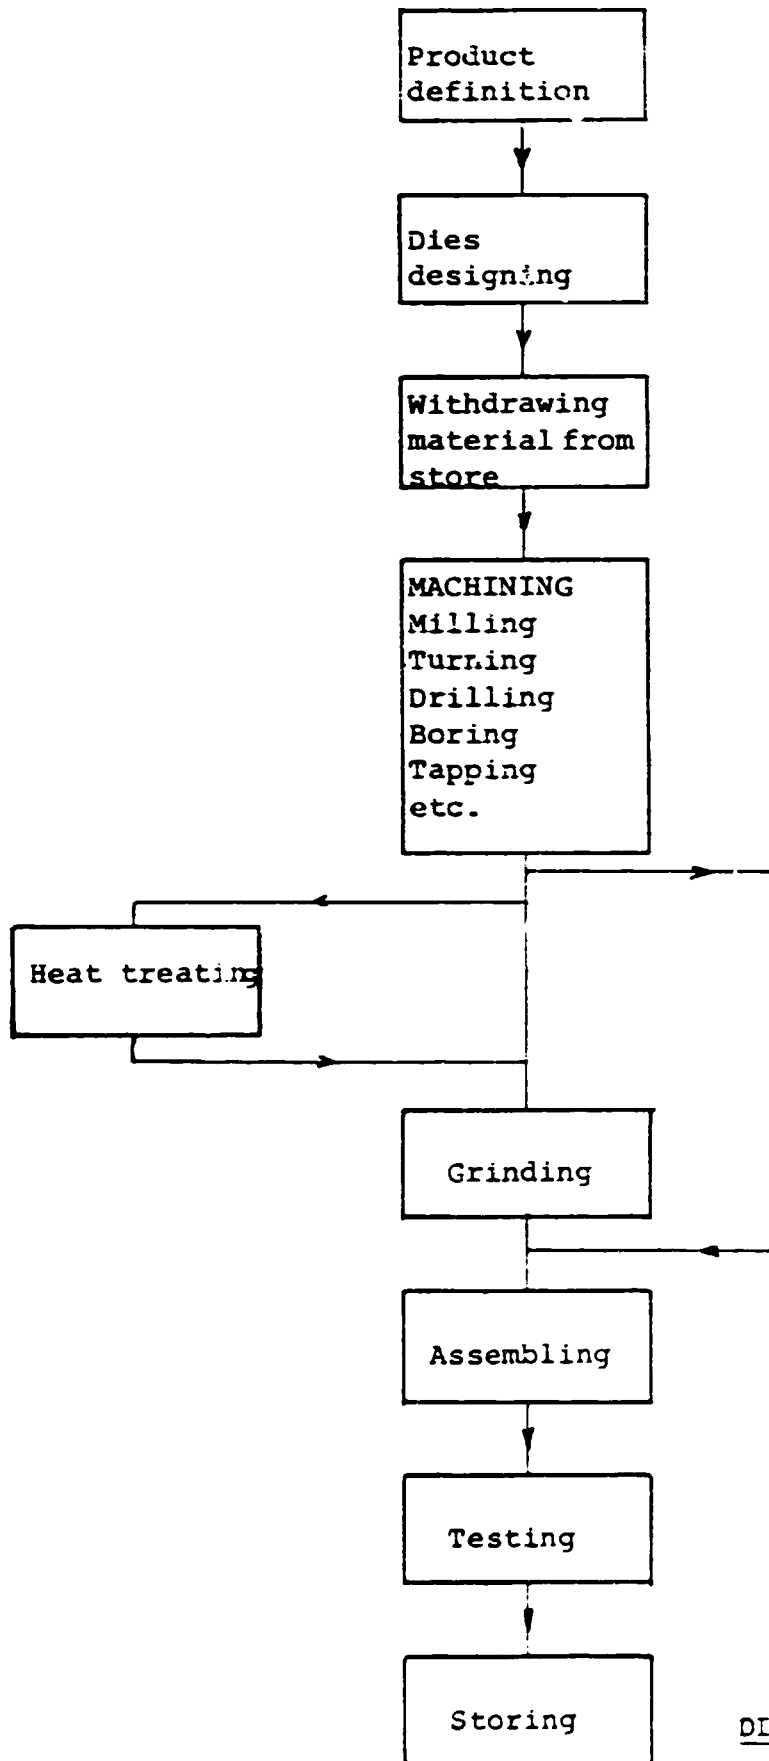 Product
definition
Dies
designing
Withdrawing
material from
store
MACHINING
Milling
Turning
Drilling
Boring
Tapping
etc.
Heat treating
Grinding
Assembling
Testing
Storing